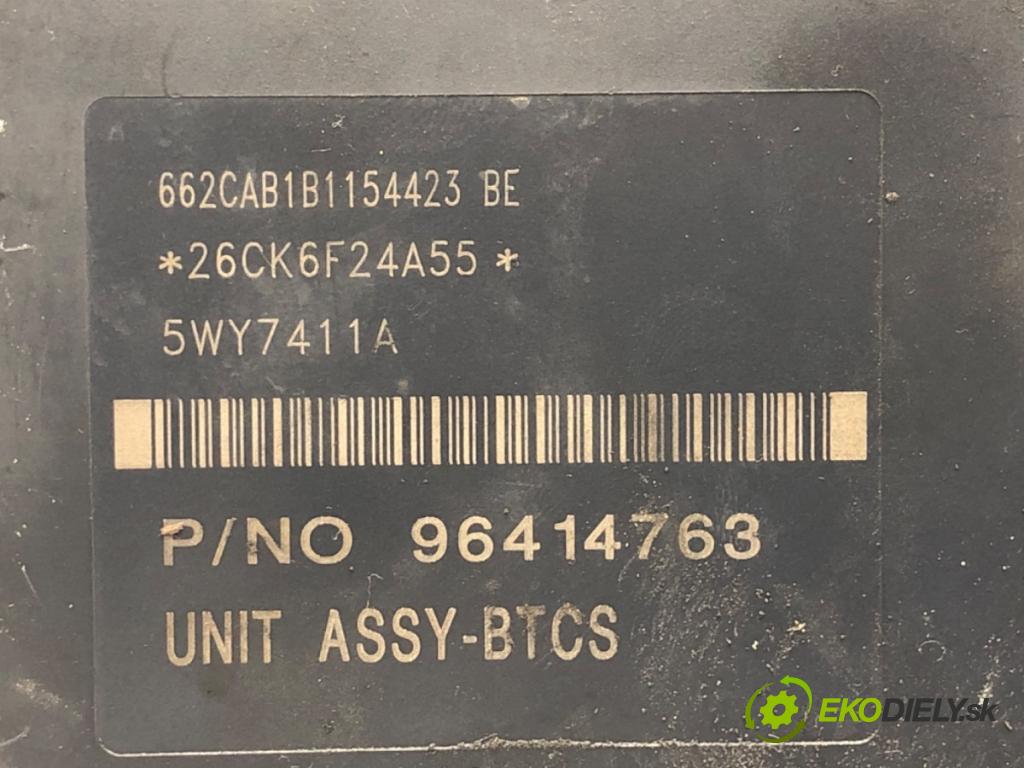 662CAB1B1154423 BE
*26CK6F24A55 *
5WY7411A
P/NO 96414763
UNIT ASSY-BTCS
EKODIELY.sk